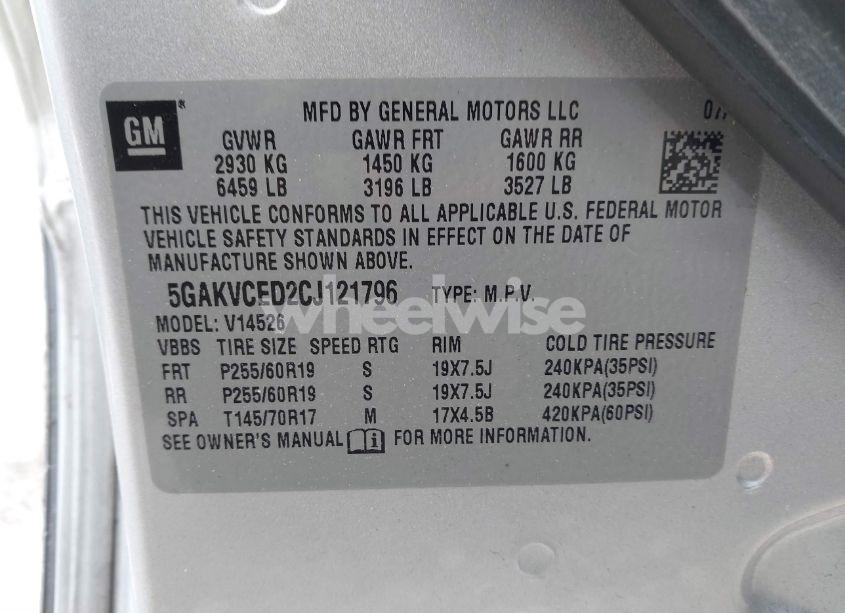 GM
MFD BY GENERAL MOTORS LLC
GVWR GAWR FRT GAWR RR
2930 KG 1450 KG 1600 KG
6459 LB 3196 LB 3527 LB
THIS VEHICLE CONFORMS TO ALL APPLICABLE U.S. FEDERAL MOTOR
VEHICLE SAFETY STANDARDS IN EFFECT ON THE DATE OF
MANUFACTURE SHOWN ABOVE.
5GAKVCED2CJ121796 TYPE: M.P.V.
wheelwise
MODEL: V14526
VBBS TIRE SIZE SPEED RTG RIM COLD TIRE PRESSURE
FRT P255/60R19 S 19X7.5J 240KPA(35PSI)
RR P255/60R19 S 19X7.5J 240KPA(35PSI)
SPA T145/70R17 M 17X4.5B 420KPA(60PSI)
SEE OWNER'S MANUAL FOR MORE INFORMATION.